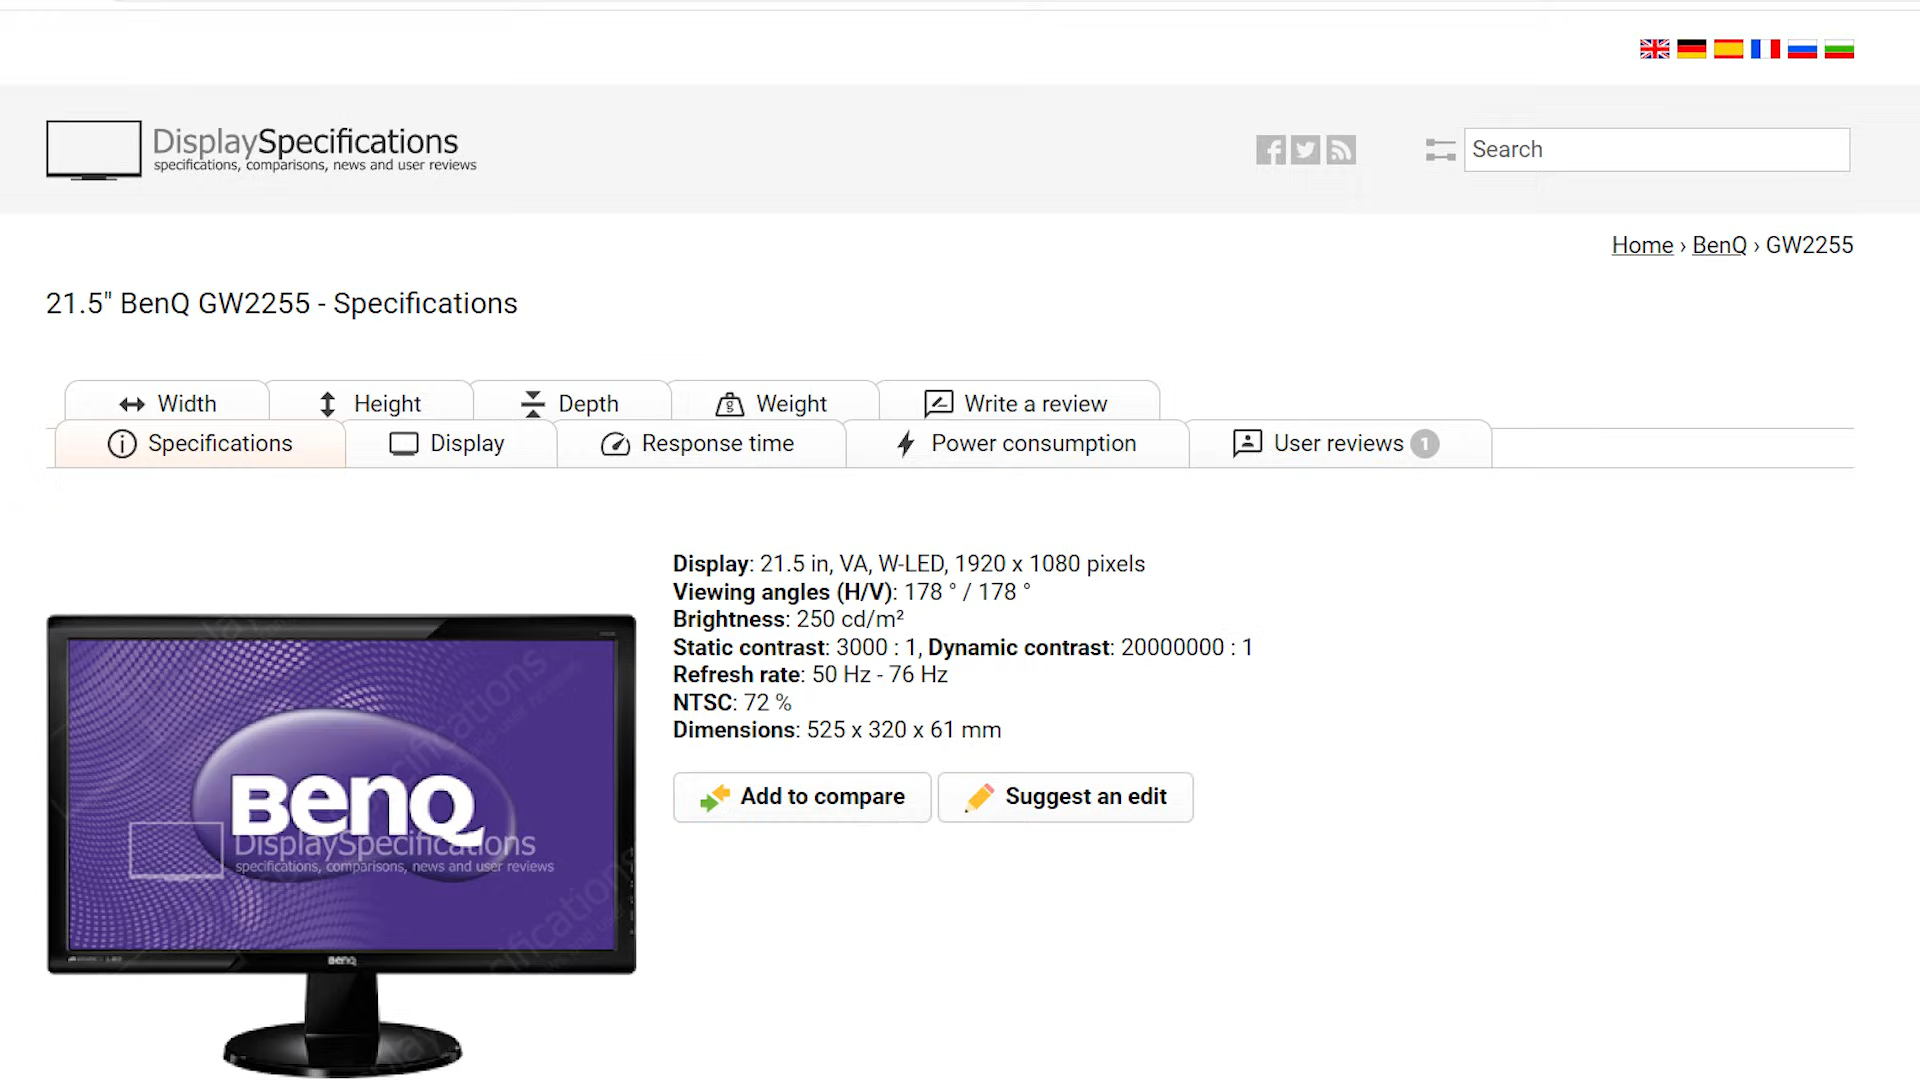 DisplaySpecifications
specifications, comparisons, news and user reviews
Search
Home › BenQ › GW2255
21.5" BenQ GW2255 - Specifications
Width
Height
Depth
Weight
Write a review
Specifications
Display
Response time
Power consumption
User reviews 1
Display: 21.5 in, VA, W-LED, 1920 x 1080 pixels
Viewing angles (H/V): 178 ° / 178 °
Brightness: 250 cd/m²
Static contrast: 3000 : 1, Dynamic contrast: 20000000 : 1
Refresh rate: 50 Hz - 76 Hz
NTSC: 72 %
Dimensions: 525 x 320 x 61 mm
Add to compare
Suggest an edit
BenQ
DisplaySpecifications
specifications, comparisons, news and user reviews
BenQ